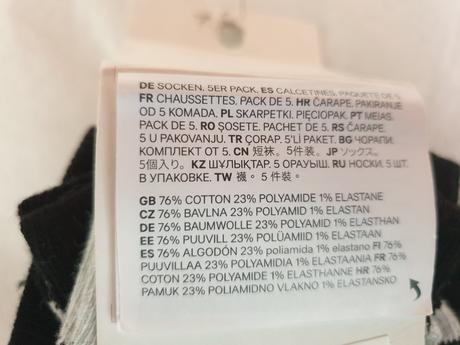 DE SOCKEN. 5ER PACK. ES CALCETINES. PAQUETE DE 5
FR CHAUSSETTES. PACK DE 5. HR ČARAPE. PAKIRANJE
OD 5 KOMADA. PL SKARPETKI. PIĘCIOPAK. PT MEIAS.
PACK DE 5. RO ȘOSETE. PACHET DE 5. RS ČARAPE.
5 U PAKOVANJU. TR ÇORAP. 5'Lİ PAKET. BG ЧОРАПИ.
КОМПЛЕКТ ОТ 5. CN 短袜。5件装。JP ソックス。
5個入り。KZ ШҰЛЫҚТАР. 5 ОРАУЫШ. RU НОСКИ. 5 ШТ.
В УПАКОВКЕ. TW 襪。5 件裝。
GB 76% COTTON 23% POLYAMIDE 1% ELASTANE
CZ 76% BAVLNA 23% POLYAMID 1% ELASTAN
DE 76% BAUMWOLLE 23% POLYAMID 1% ELASTHAN
EE 76% PUUVILL 23% POLÜAMIID 1% ELASTAAN
ES 76% ALGODÓN 23% poliamida 1% elastano FI 76%
PUUVILLAA 23% POLYAMIDIA 1% ELASTAANIA FR 76%
COTON 23% POLYAMIDE 1% ELASTHANNE HR 76%
PAMUK 23% POLIAMIDNO VLAKNO 1% ELASTANSKO